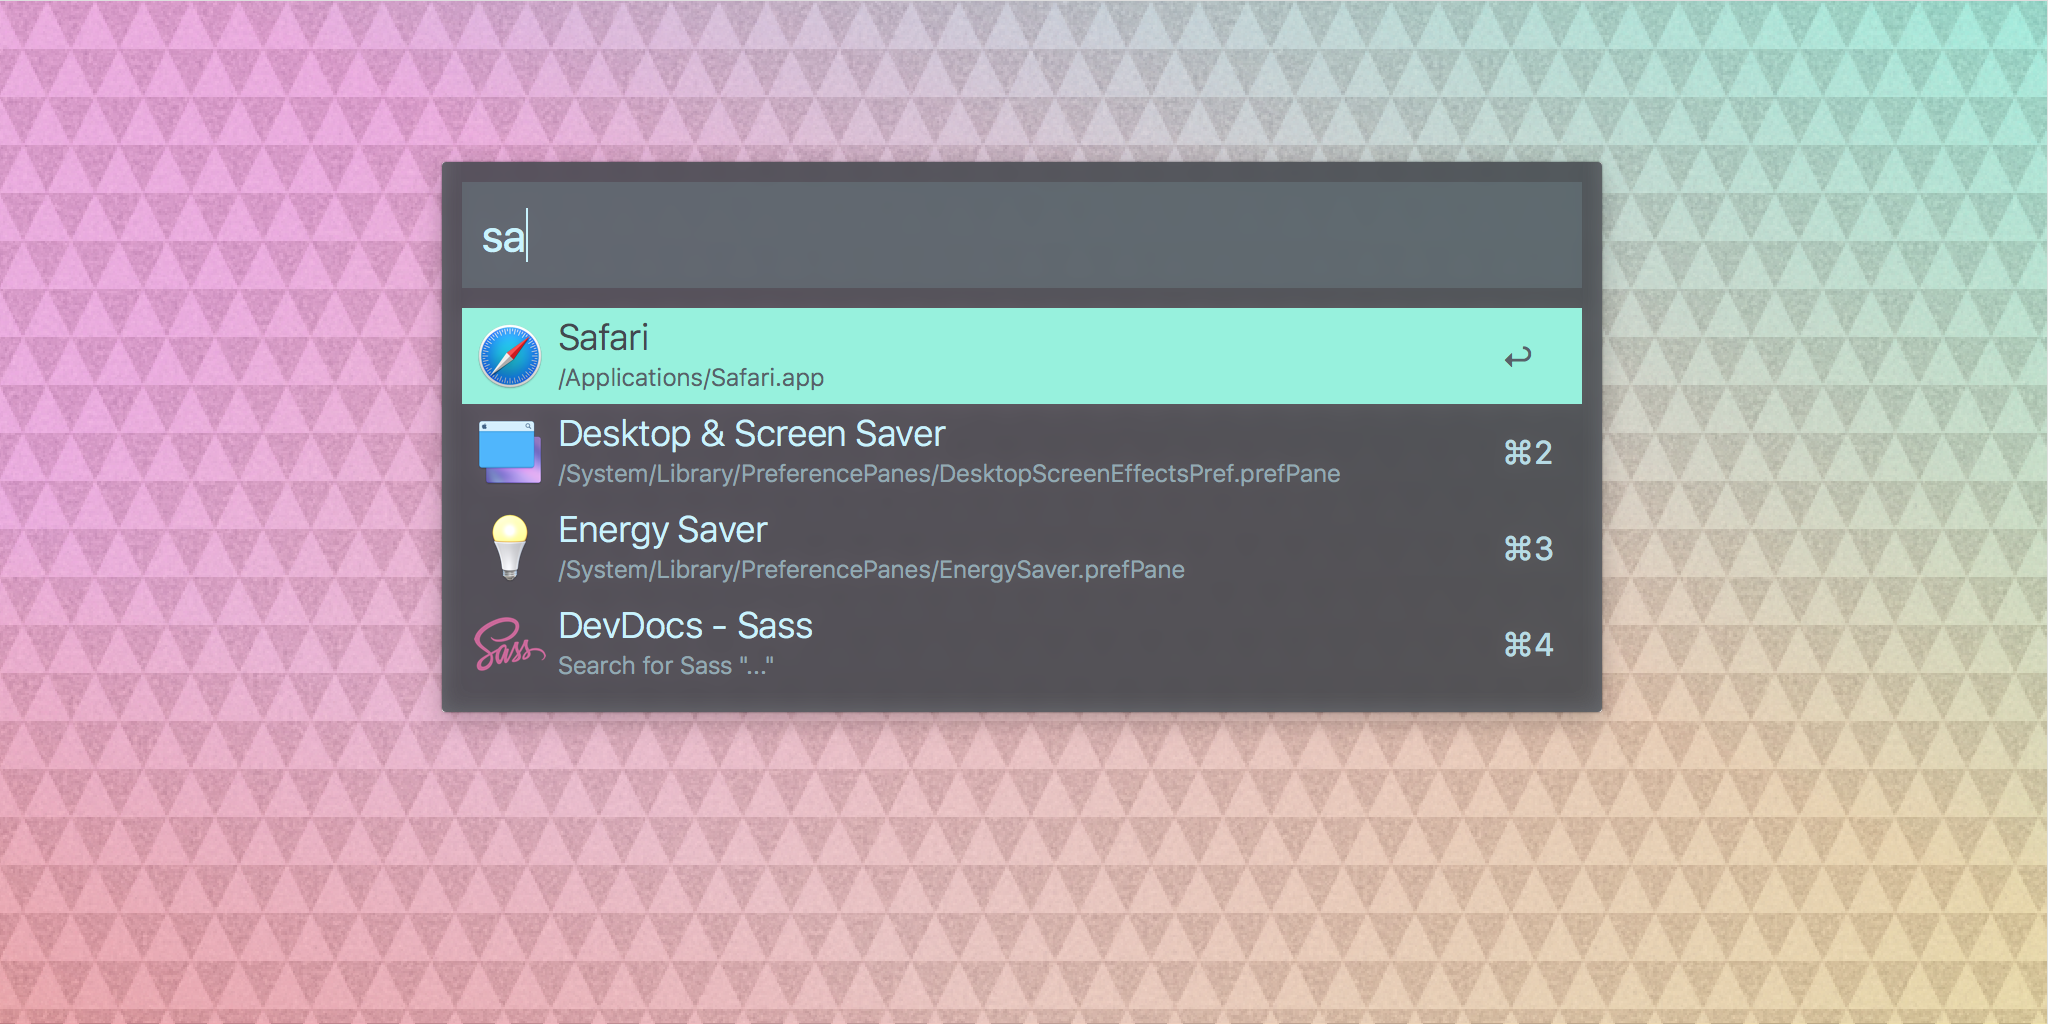 sa
Safari
/Applications/Safari.app
↩
Desktop & Screen Saver
/System/Library/PreferencePanes/DesktopScreenEffectsPref.prefPane
⌘2
Energy Saver
/System/Library/PreferencePanes/EnergySaver.prefPane
⌘3
Sass
DevDocs - Sass
Search for Sass "..."
⌘4